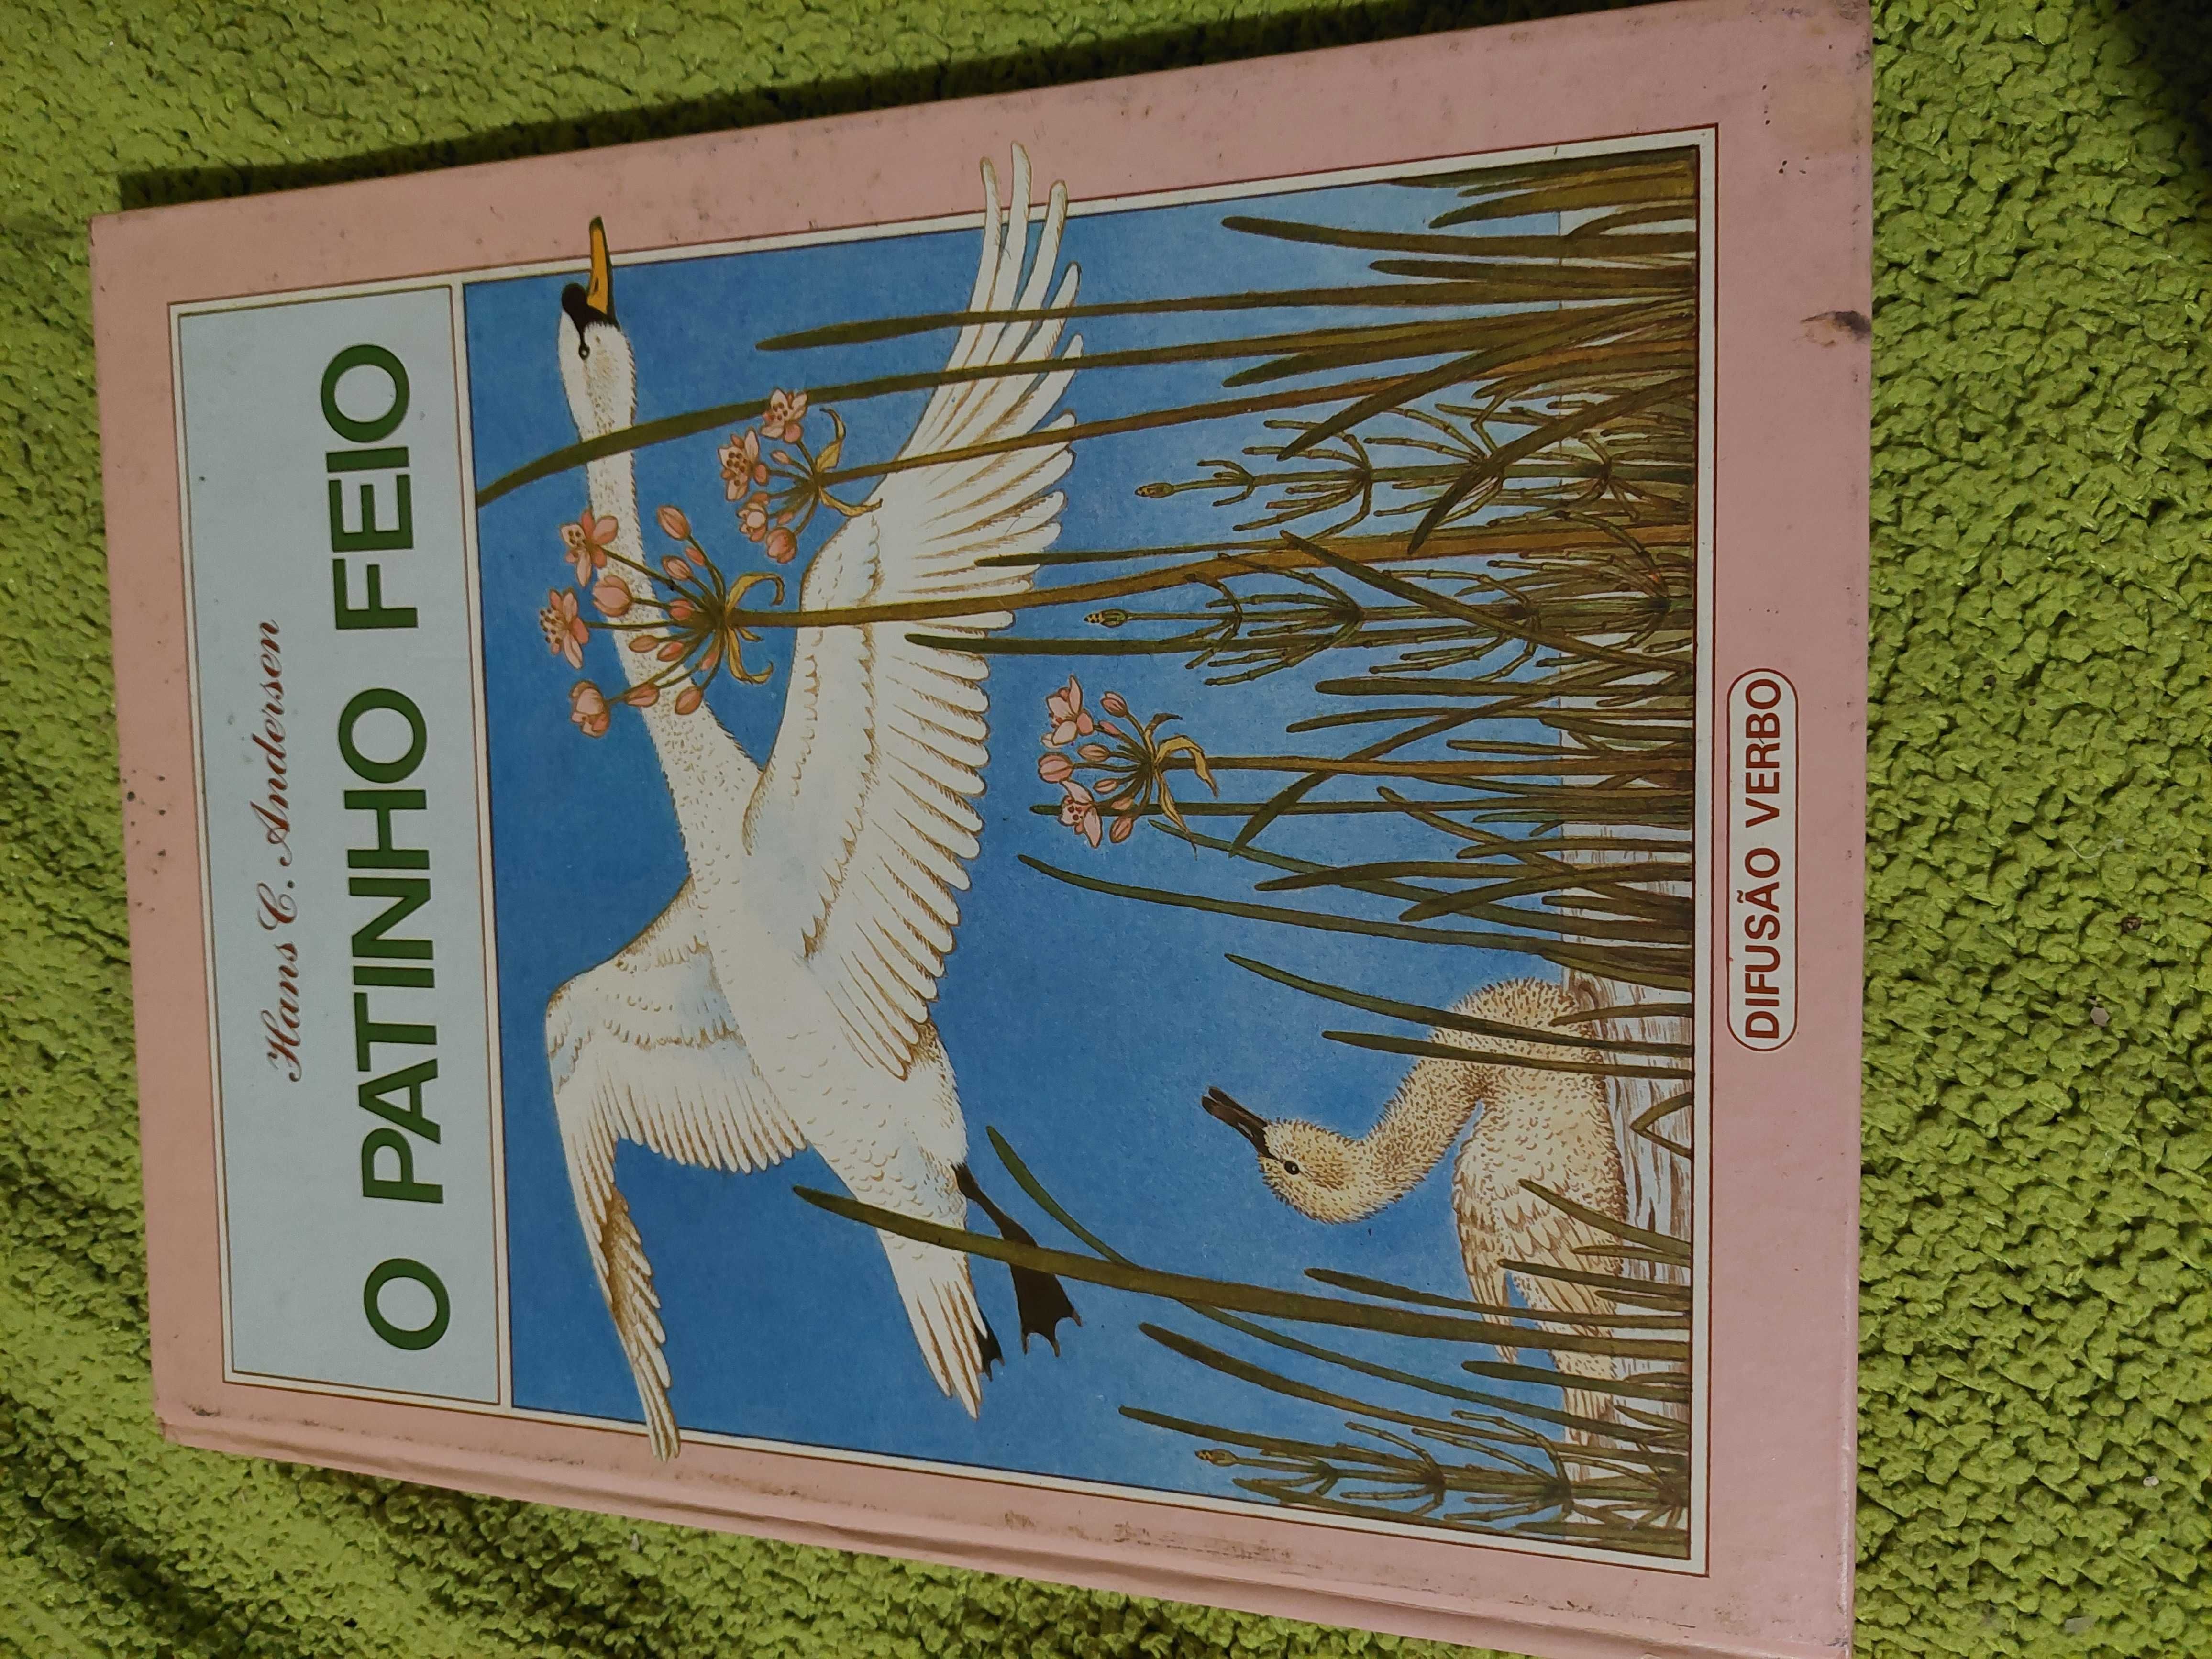 Hans C. Andersen
O PATINHO FEIO
DIFUSÃO VERBO